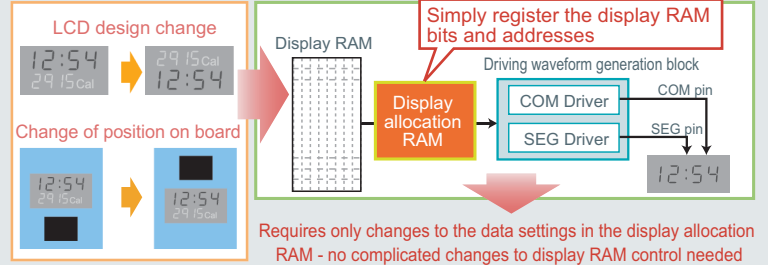 LCD design change
12:54
2915Cal
2915Cal
12:54
Change of position on board
12:54
2915Cal
12:54
2915Cal
Simply register the display RAM
bits and addresses
Display RAM
Display
allocation
RAM
Driving waveform generation block
COM Driver
SEG Driver
COM pin
SEG pin
12:54
Requires only changes to the data settings in the display allocation
RAM - no complicated changes to display RAM control needed